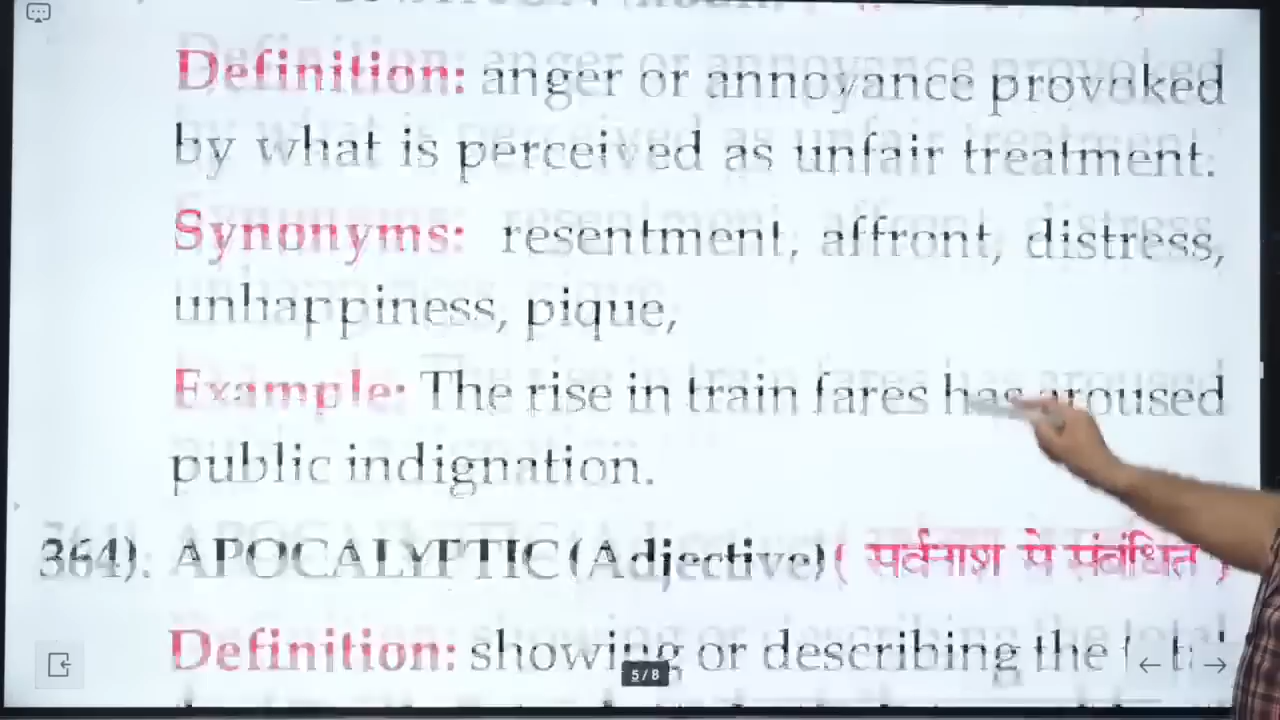 Definition: anger or annoyance provoked
by what is perceived as unfair treatment.
Synonyms: resentment, affront, distress,
unhappiness, pique,
Example: The rise in train fares has aroused
public indignation.
364). APOCALYPTIC (Adjective) ( सर्वनाश से संबंधित )
Definition: showing or describing the
5/8